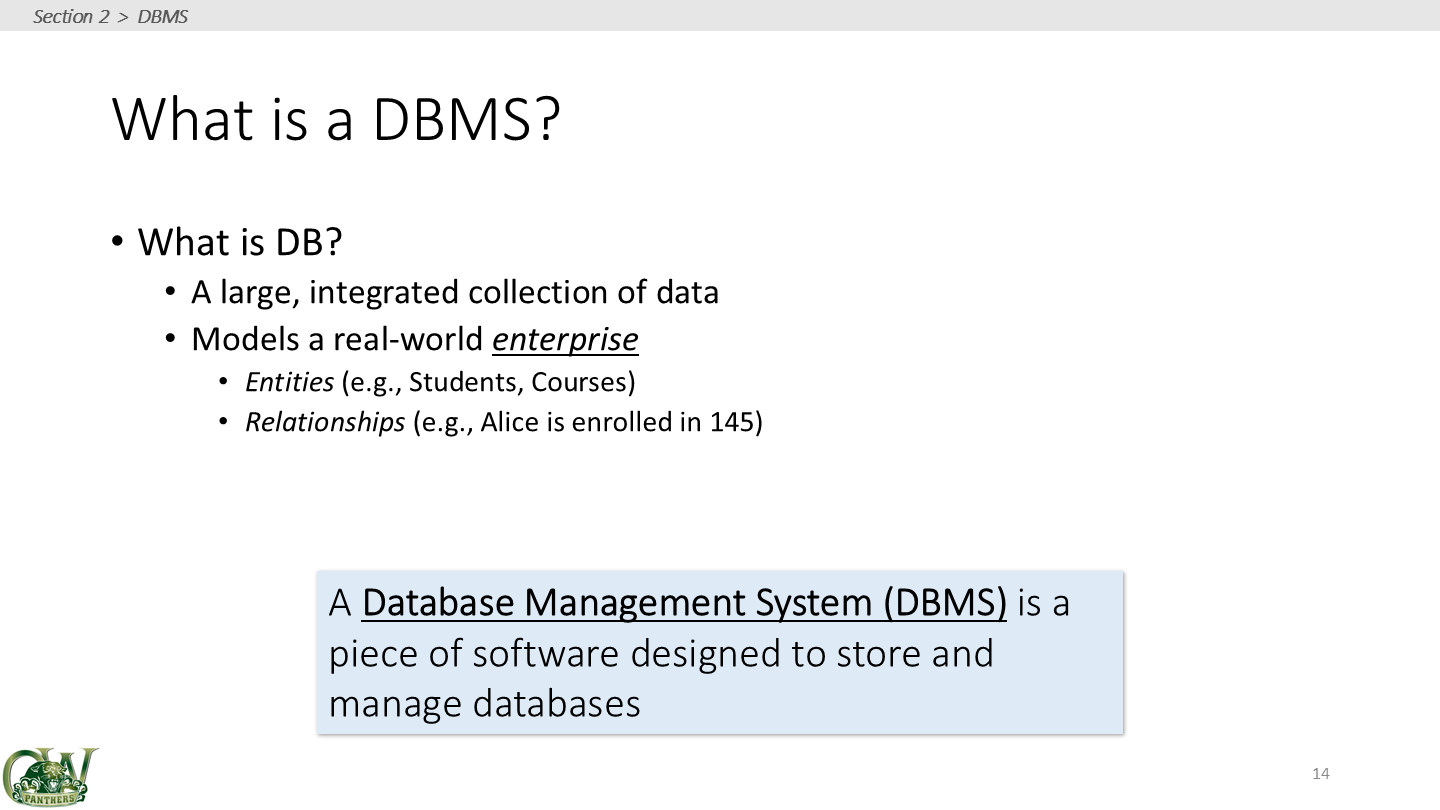 Section 2 > DBMS
What is a DBMS?
• What is DB?
• A large, integrated collection of data
• Models a real-world enterprise
• Entities (e.g., Students, Courses)
• Relationships (e.g., Alice is enrolled in 145)
A Database Management System (DBMS) is a
piece of software designed to store and
manage databases
OW
PANTHERS
14